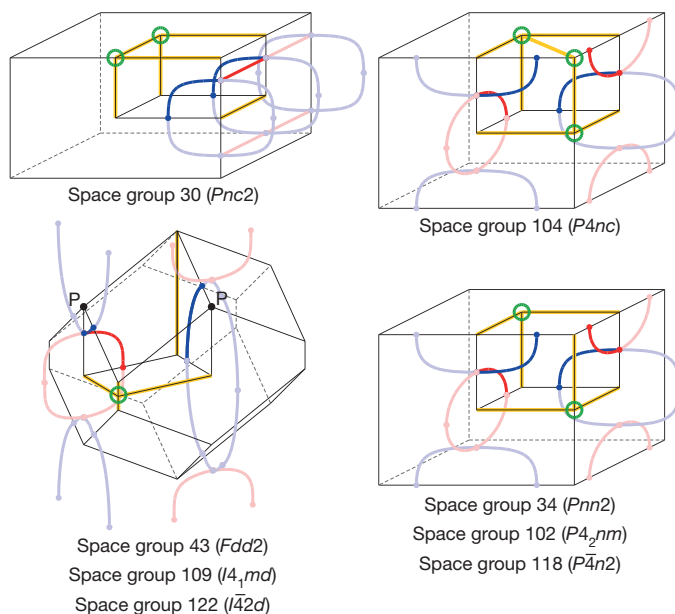 Space group 30 (Pnc2)
Space group 104 (P4nc)
P
P
Space group 43 (Fdd2)
Space group 109 (I4₁md)
Space group 122 (I4̅2d)
Space group 34 (Pnn2)
Space group 102 (P4₂nm)
Space group 118 (P4̅n2)